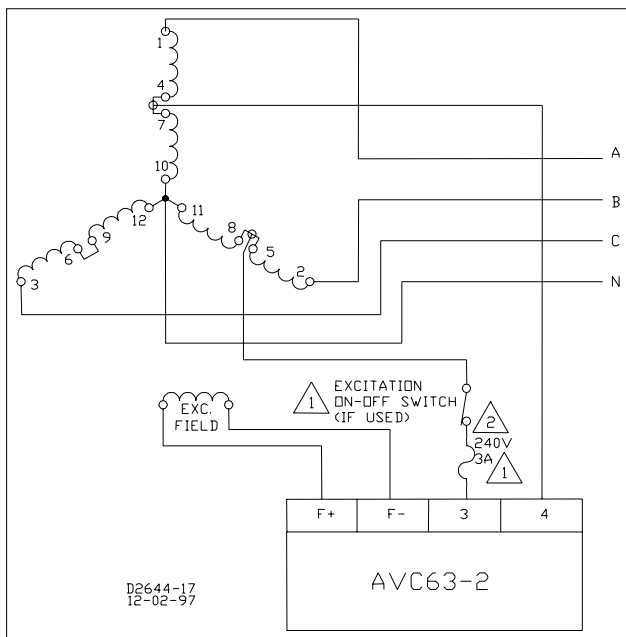 1
4
7
10
A
12
11
B
9
8
C
6
5
3
2
N
1
EXCITATION
ON-OFF SWITCH
(IF USED)
EXC.
FIELD
2
240V
3A
1
F+ F- 3 4
AVC63-2
D2644-17
12-02-97